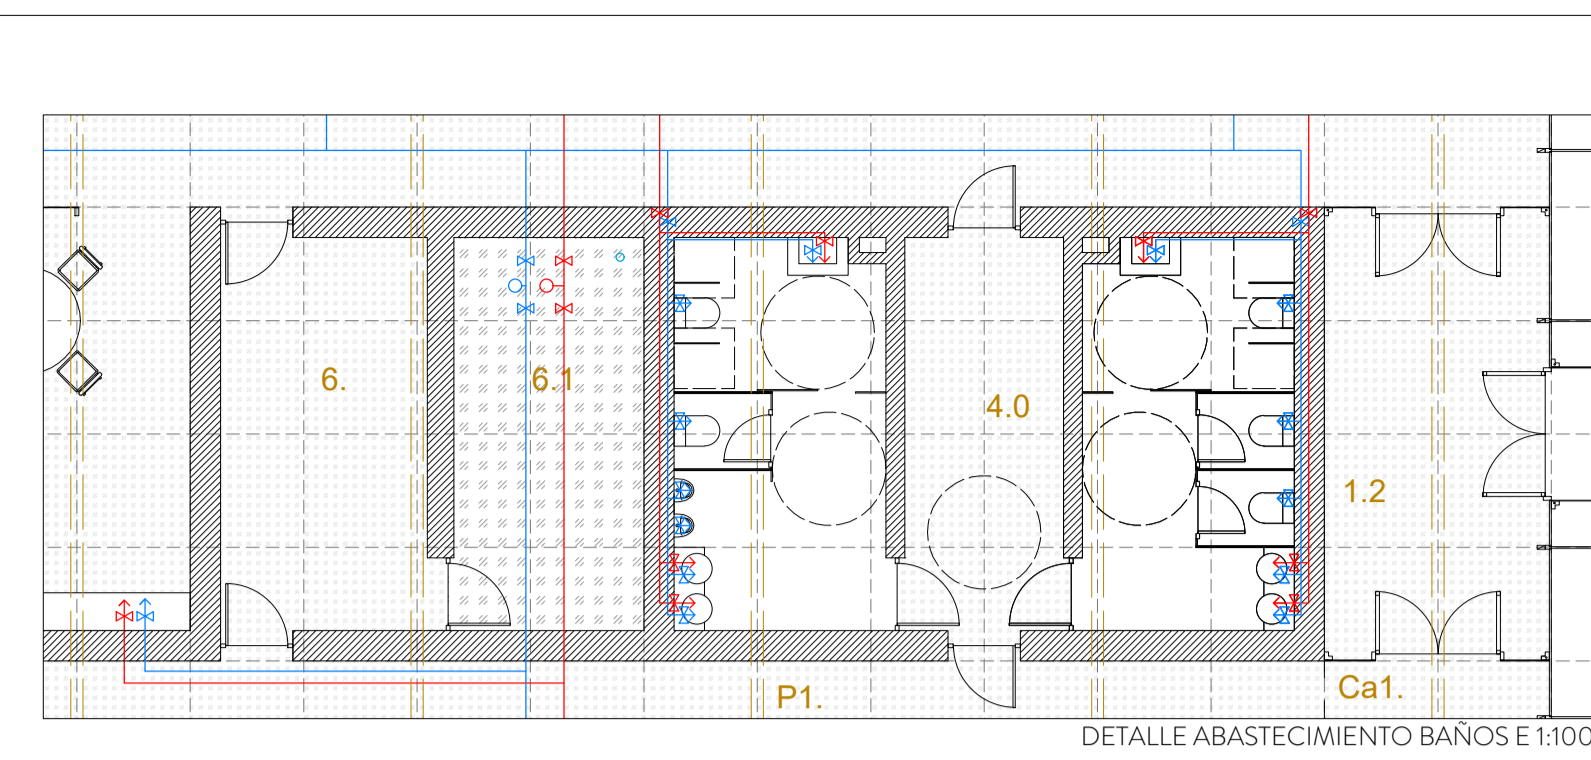 6.
6.1
4.0
1.2
P1.
Ca1.
DETALLE ABASTECIMIENTO BAÑOS E 1:100